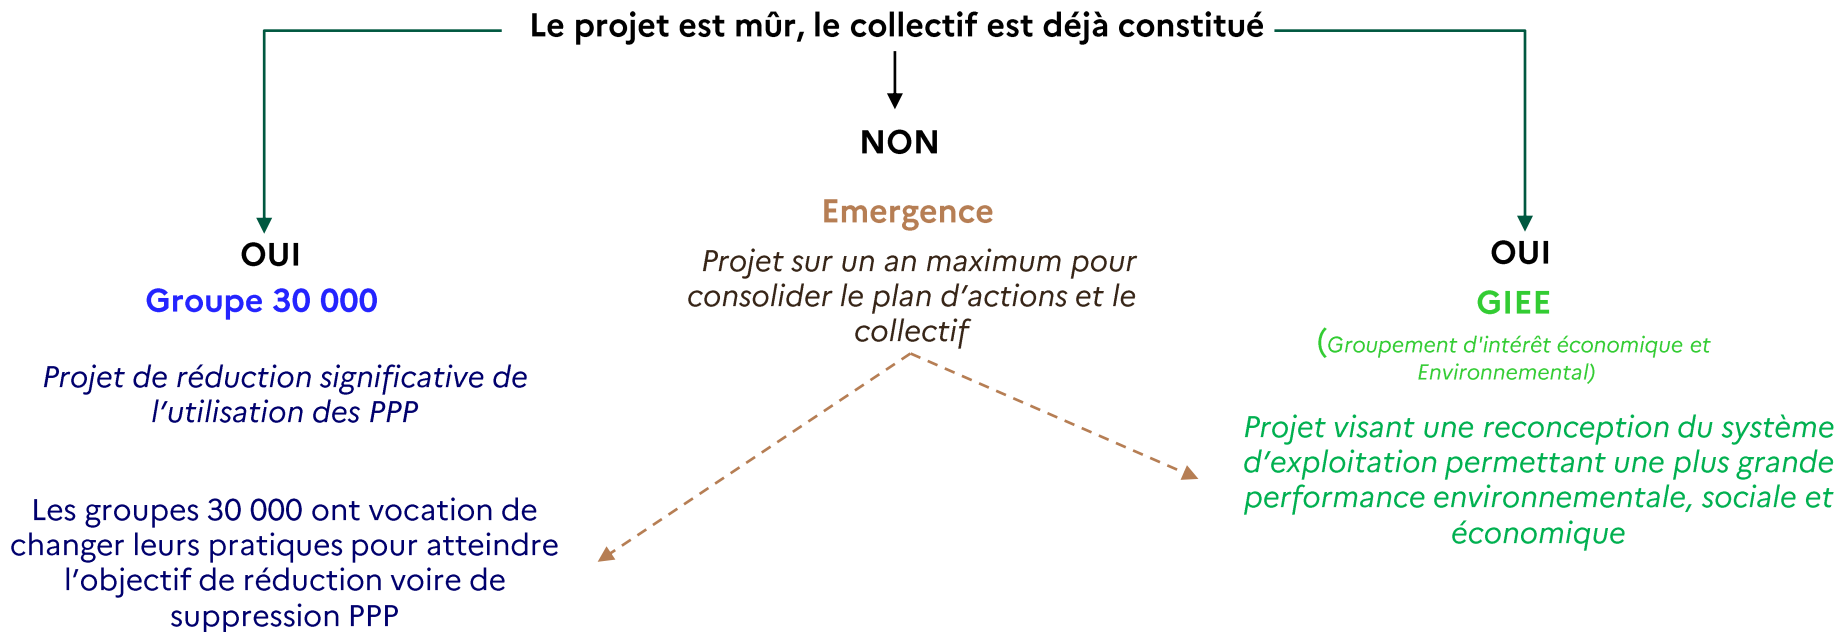 Le projet est mûr, le collectif est déjà constitué
NON
Emergence
Projet sur un an maximum pour
consolider le plan d’actions et le
collectif
OUI
Groupe 30 000
Projet de réduction significative de
l’utilisation des PPP
Les groupes 30 000 ont vocation de
changer leurs pratiques pour atteindre
l’objectif de réduction voire de
suppression PPP
OUI
GIEE
(Groupement d'intérêt économique et
Environnemental)
Projet visant une reconception du système
d’exploitation permettant une plus grande
performance environnementale, sociale et
économique